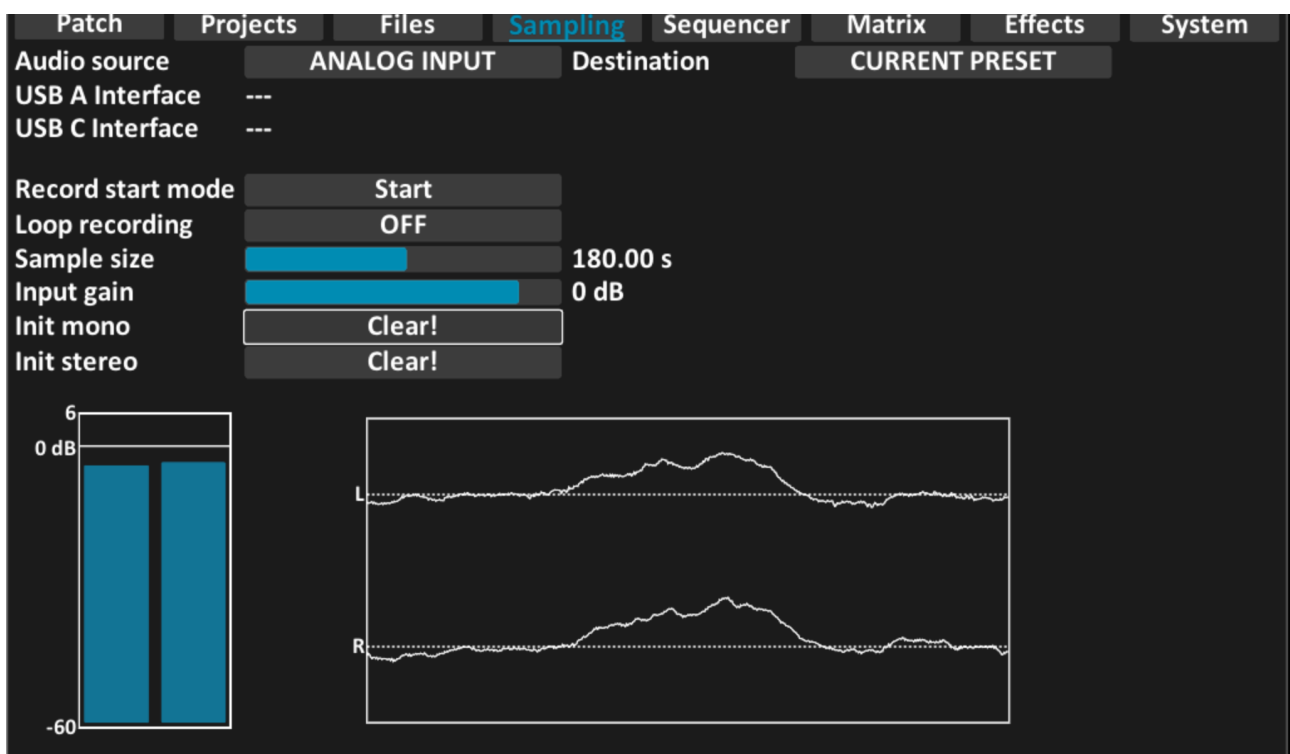 Patch Projects Files Sampling Sequencer Matrix Effects System
Audio source ANALOG INPUT Destination CURRENT PRESET
USB A Interface ---
USB C Interface ---
Record start mode Start
Loop recording OFF
Sample size 180.00 s
Input gain 0 dB
Init mono Clear!
Init stereo Clear!
6
0 dB
L
R
-60